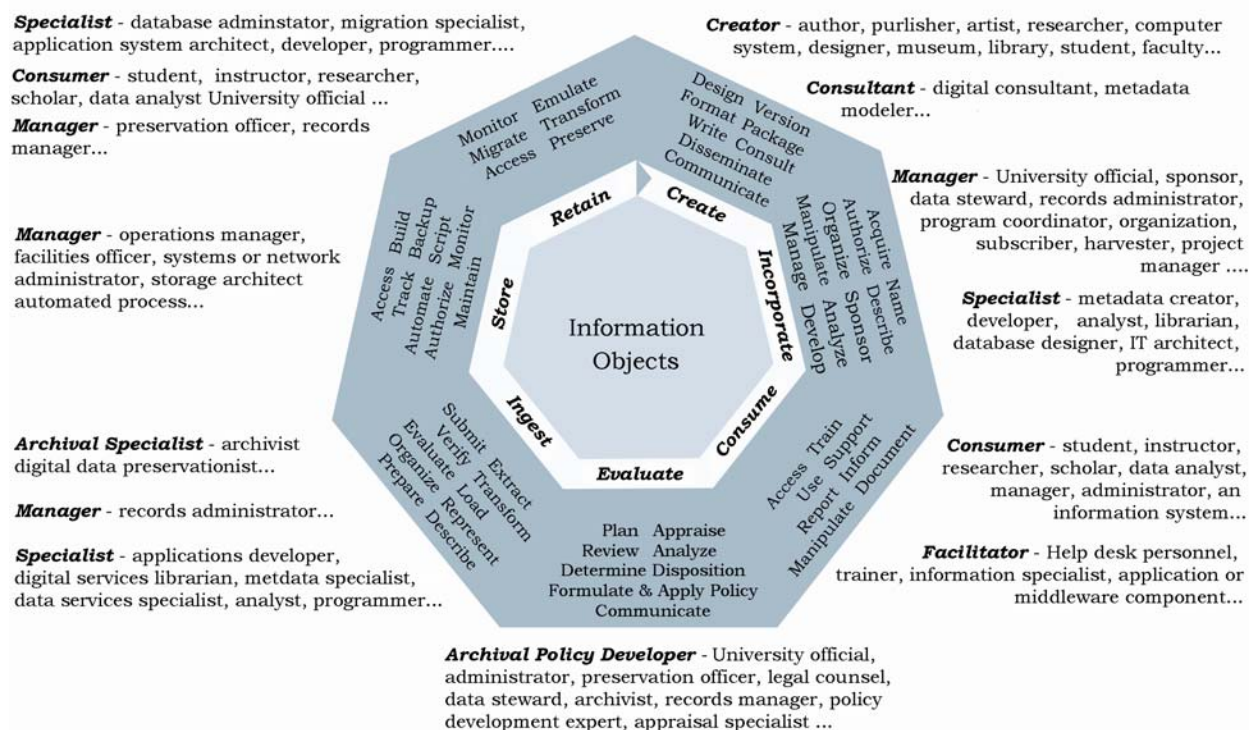 Specialist - database adminstator, migration specialist,
application system architect, developer, programmer....
Consumer - student, instructor, researcher,
scholar, data analyst University official ...
Manager - preservation officer, records
manager...
Manager - operations manager,
facilities officer, systems or network
administrator, storage architect
automated process...
Archival Specialist - archivist
digital data preservationist...
Manager - records administrator...
Specialist - applications developer,
digital services librarian, metdata specialist,
data services specialist, analyst, programmer...
Creator - author, purlisher, artist, researcher, computer
system, designer, museum, library, student, faculty...
Consultant - digital consultant, metadata
modeler...
Manager - University official, sponsor,
data steward, records administrator,
program coordinator, organization,
subscriber, harvester, project
manager ....
Specialist - metadata creator,
developer, analyst, librarian,
database designer, IT architect,
programmer...
Consumer - student, instructor,
researcher, scholar, data analyst,
manager, administrator, an
information system...
Facilitator - Help desk personnel,
trainer, information specialist, application or
middleware component...
Archival Policy Developer - University official,
administrator, preservation officer, legal counsel,
data steward, archivist, records manager, policy
development expert, appraisal specialist ...
Monitor Emulate
Migrate Transform
Access Preserve
Design Version
Format Package
Write Consult
Disseminate
Communicate
Acquire Name
Authorize Describe
Organize Sponsor
Manipulate Analyze
Manage Develop
Access Train
Use Support
Report Inform
Manipulate Document
Plan Appraise
Review Analyze
Determine Disposition
Formulate & Apply Policy
Communicate
Submit Extract
Verify Transform
Evaluate Load
Organize Represent
Prepare Describe
Access Build
Track Backup
Automate Script
Authorize Monitor
Maintain
Retain
Create
Incorporate
Consume
Evaluate
Ingest
Store
Information
Objects